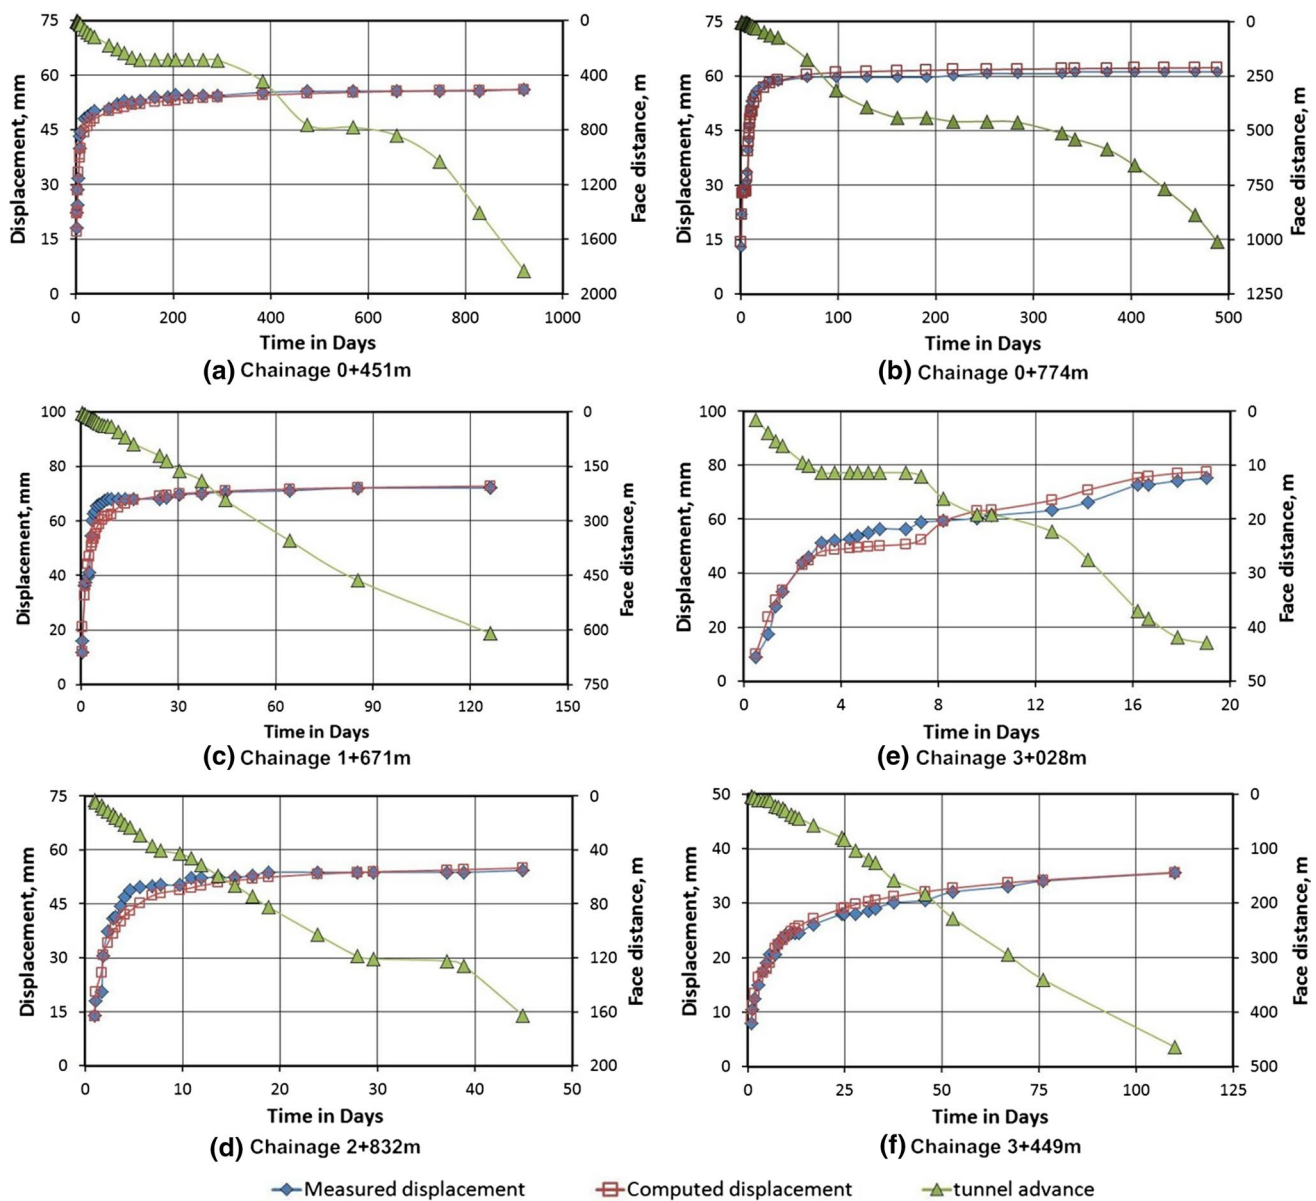 75
60
45
30
15
0
Displacement, mm
0
400
800
1200
1600
2000
Face distance, m
0 200 400 600 800 1000
Time in Days
(a) Chainage 0+451m
75
60
45
30
15
0
Displacement, mm
0
250
500
750
1000
1250
Face distance, m
0 100 200 300 400 500
Time in Days
(b) Chainage 0+774m
100
80
60
40
20
0
Displacement, mm
0
150
300
450
600
750
Face distance, m
0 30 60 90 120 150
Time in Days
(c) Chainage 1+671m
100
80
60
40
20
0
Displacement, mm
0
10
20
30
40
50
Face distance, m
0 4 8 12 16 20
Time in Days
(e) Chainage 3+028m
75
60
45
30
15
0
Displacement, mm
0
40
80
120
160
200
Face distance, m
0 10 20 30 40 50
Time in Days
(d) Chainage 2+832m
50
40
30
20
10
0
Displacement, mm
0
100
200
300
400
500
Face distance, m
0 25 50 75 100 125
Time in Days
(f) Chainage 3+449m
Measured displacement Computed displacement tunnel advance